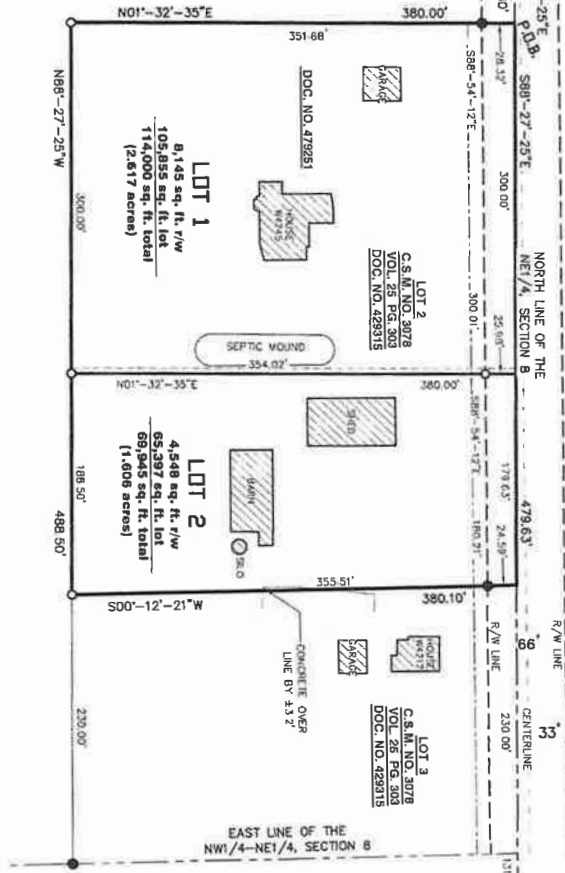 N01°-32'-35"E
380.00'
351.68'
-25"E
P.O.B.
28.32'
S88°-54'-12"E
S88°-27'-25"E
300.00'
NORTH LINE OF THE
NE1/4, SECTION 8
GARAGE
DOC. NO. 479251
N88°-27'-25"W
LOT 1
8,145 sq. ft. r/w
105,855 sq. ft. lot
114,000 sq. ft. total
(2.617 acres)
300.00'
HOUSE
W4245
LOT 2
C.S.M. NO. 3078
VOL. 25 PG. 303
DOC. NO. 429315
300.01'
25.98'
SEPTIC MOUND
354.02'
N01°-32'-35"E
380.00'
SHED
S88°-54'-12"E
179.63'
479.63'
LOT 2
4,548 sq. ft. r/w
65,397 sq. ft. lot
69,945 sq. ft. total
(1.606 acres)
188.50'
488.50'
BARN
SILO
180.21'
24.59'
355.51'
S00°-12'-21"W
380.10'
R/W LINE
R/W LINE
66'
CENTERLINE
33'
CONCRETE OVER
LINE BY ±3.2'
GARAGE
HOUSE
W4217
230.00'
230.00'
LOT 3
C.S.M. NO. 3078
VOL. 25 PG. 303
DOC. NO. 429315
EAST LINE OF THE
NW1/4-NE1/4, SECTION 8